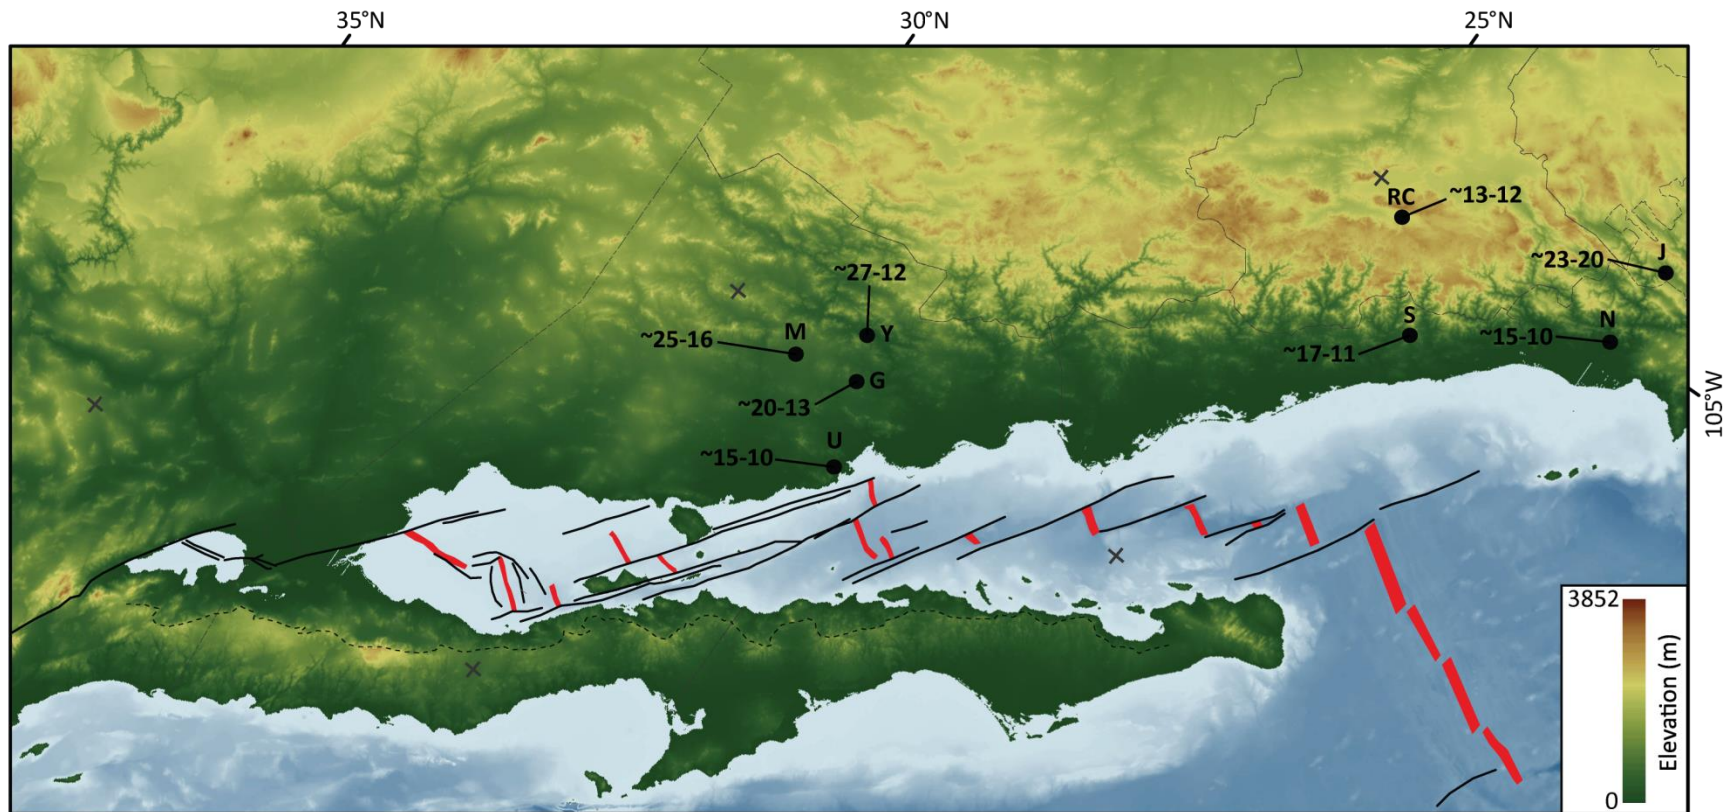 35°N
30°N
25°N
RC
~13-12
J
~23-20
~27-12
M
Y
S
N
~25-16
~15-10
~17-11
G
~20-13
105°W
U
~15-10
3852
Elevation (m)
0